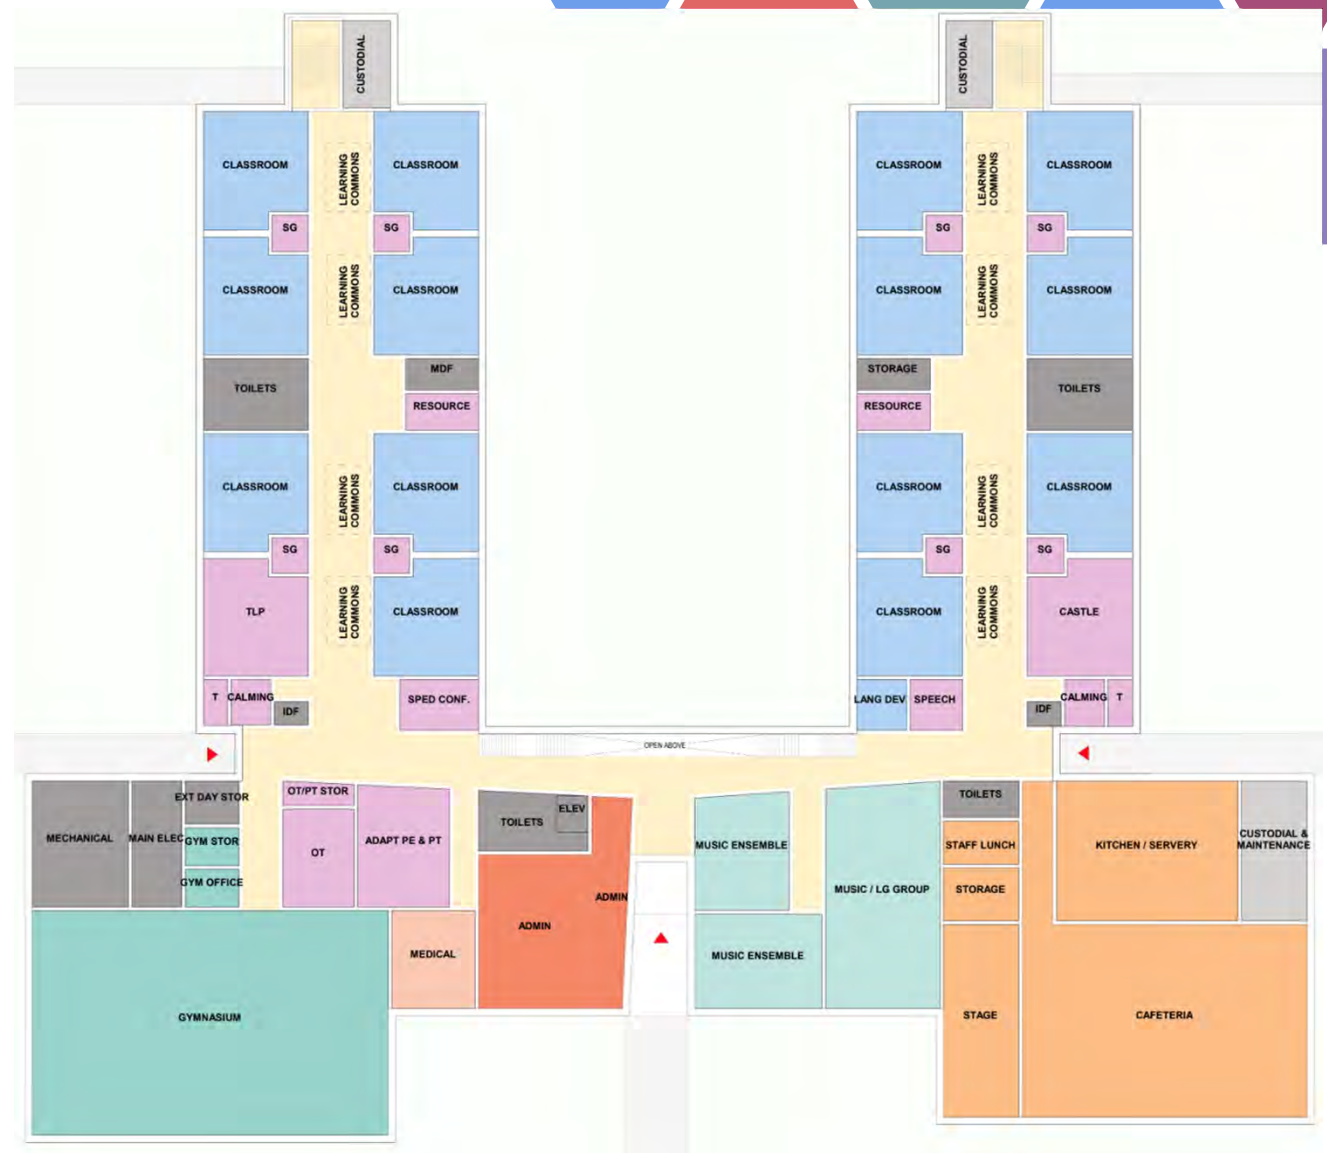 CUSTODIAL
CUSTODIAL
CLASSROOM
LEARNING
COMMONS
CLASSROOM
CLASSROOM
LEARNING
COMMONS
CLASSROOM
SG
SG
SG
SG
CLASSROOM
LEARNING
COMMONS
CLASSROOM
CLASSROOM
LEARNING
COMMONS
CLASSROOM
TOILETS
MDF
RESOURCE
STORAGE
RESOURCE
TOILETS
CLASSROOM
LEARNING
COMMONS
CLASSROOM
CLASSROOM
LEARNING
COMMONS
CLASSROOM
SG
SG
SG
SG
TLP
LEARNING
COMMONS
CLASSROOM
CLASSROOM
LEARNING
COMMONS
CASTLE
T
CALMING
IDF
SPED CONF.
LANG DEV
SPEECH
IDF
CALMING
T
OPEN ABOVE
MECHANICAL
MAIN ELEC
EXT DAY STOR
GYM STOR
GYM OFFICE
OT/PT STOR
OT
ADAPT PE & PT
TOILETS
ELEV
ADMIN
ADMIN
MEDICAL
GYMNASIUM
MUSIC ENSEMBLE
MUSIC ENSEMBLE
MUSIC / LG GROUP
TOILETS
STAFF LUNCH
STORAGE
STAGE
KITCHEN / SERVERY
CUSTODIAL &
MAINTENANCE
CAFETERIA